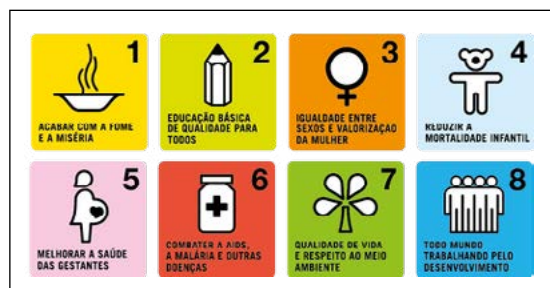 1
ACABAR COM A FOME
E A MISÉRIA
2
EDUCAÇÃO BÁSICA
DE QUALIDADE PARA
TODOS
3
IGUALDADE ENTRE
SEXOS E VALORIZAÇÃO
DA MULHER
4
REDUZIR A
MORTALIDADE INFANTIL
5
MELHORAR A SAÚDE
DAS GESTANTES
6
COMBATER A AIDS,
A MALÁRIA E OUTRAS
DOENÇAS
7
QUALIDADE DE VIDA
E RESPEITO AO MEIO
AMBIENTE
8
TODO MUNDO
TRABALHANDO PELO
DESENVOLVIMENTO